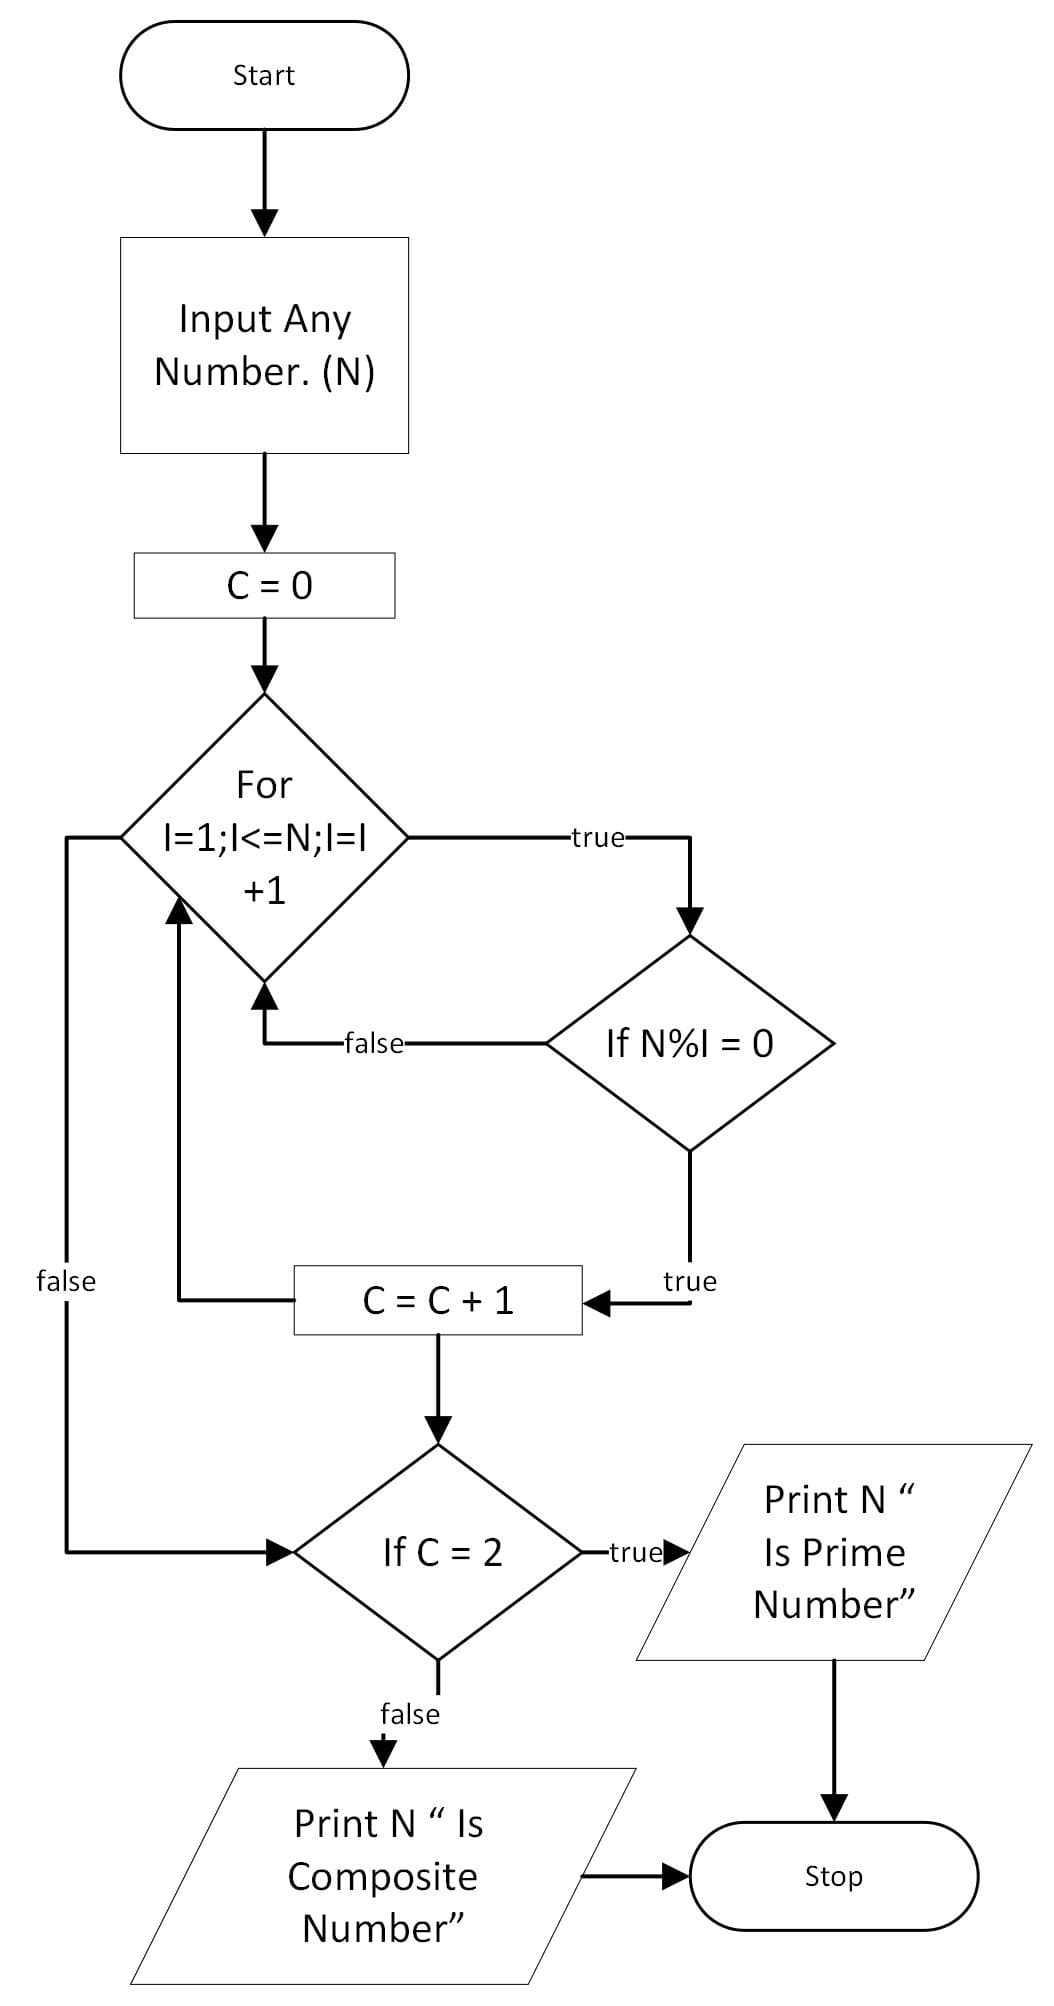 Start
Input Any
Number. (N)
C = 0
For
I=1;I<=N;I=I
+1
true
If N%I = 0
false
true
false
C = C + 1
If C = 2
true
Print N “
Is Prime
Number”
false
Print N “ Is
Composite
Number”
Stop